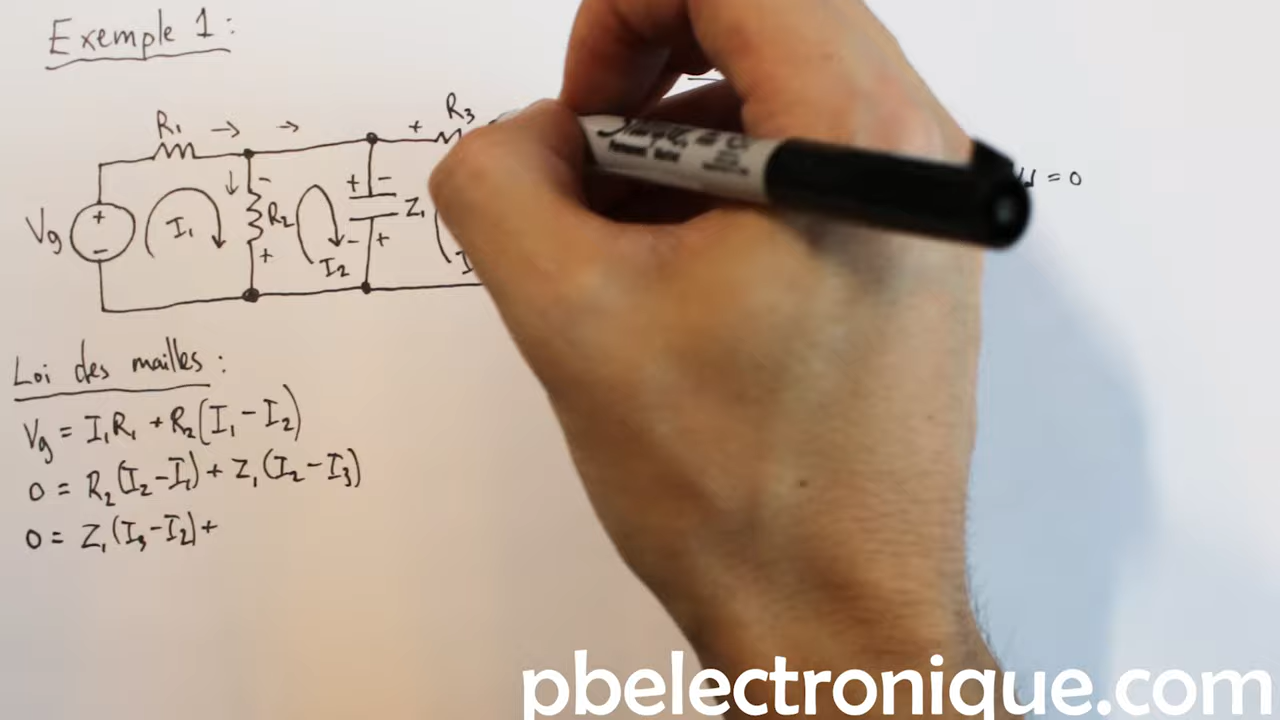 Exemple 1 :
R₁
R₃
+
= 0
+
+ -
Vg
I₁
R₂
Z₁
-
I₂
- +
+
Loi des mailles :
Vg = I₁R₁ + R₂(I₁ - I₂)
0 = R₂(I₂ - I₁) + Z₁(I₂ - I₃)
0 = Z₁(I₃ - I₂) +
pbelectronique.com